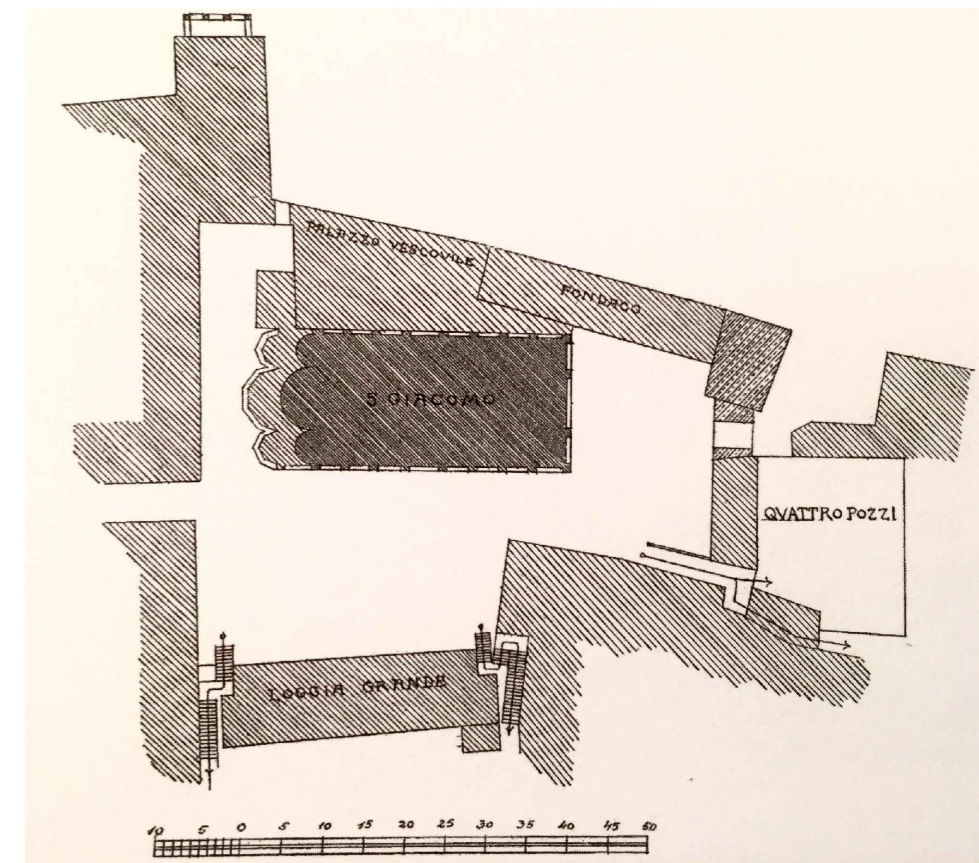 PALAZZO VESCOVILE
FONDACO
S GIACOMO
QVATTRO POZZI
LOGGIA GRANDE
10 5 0 5 10 15 20 25 30 35 40 45 50